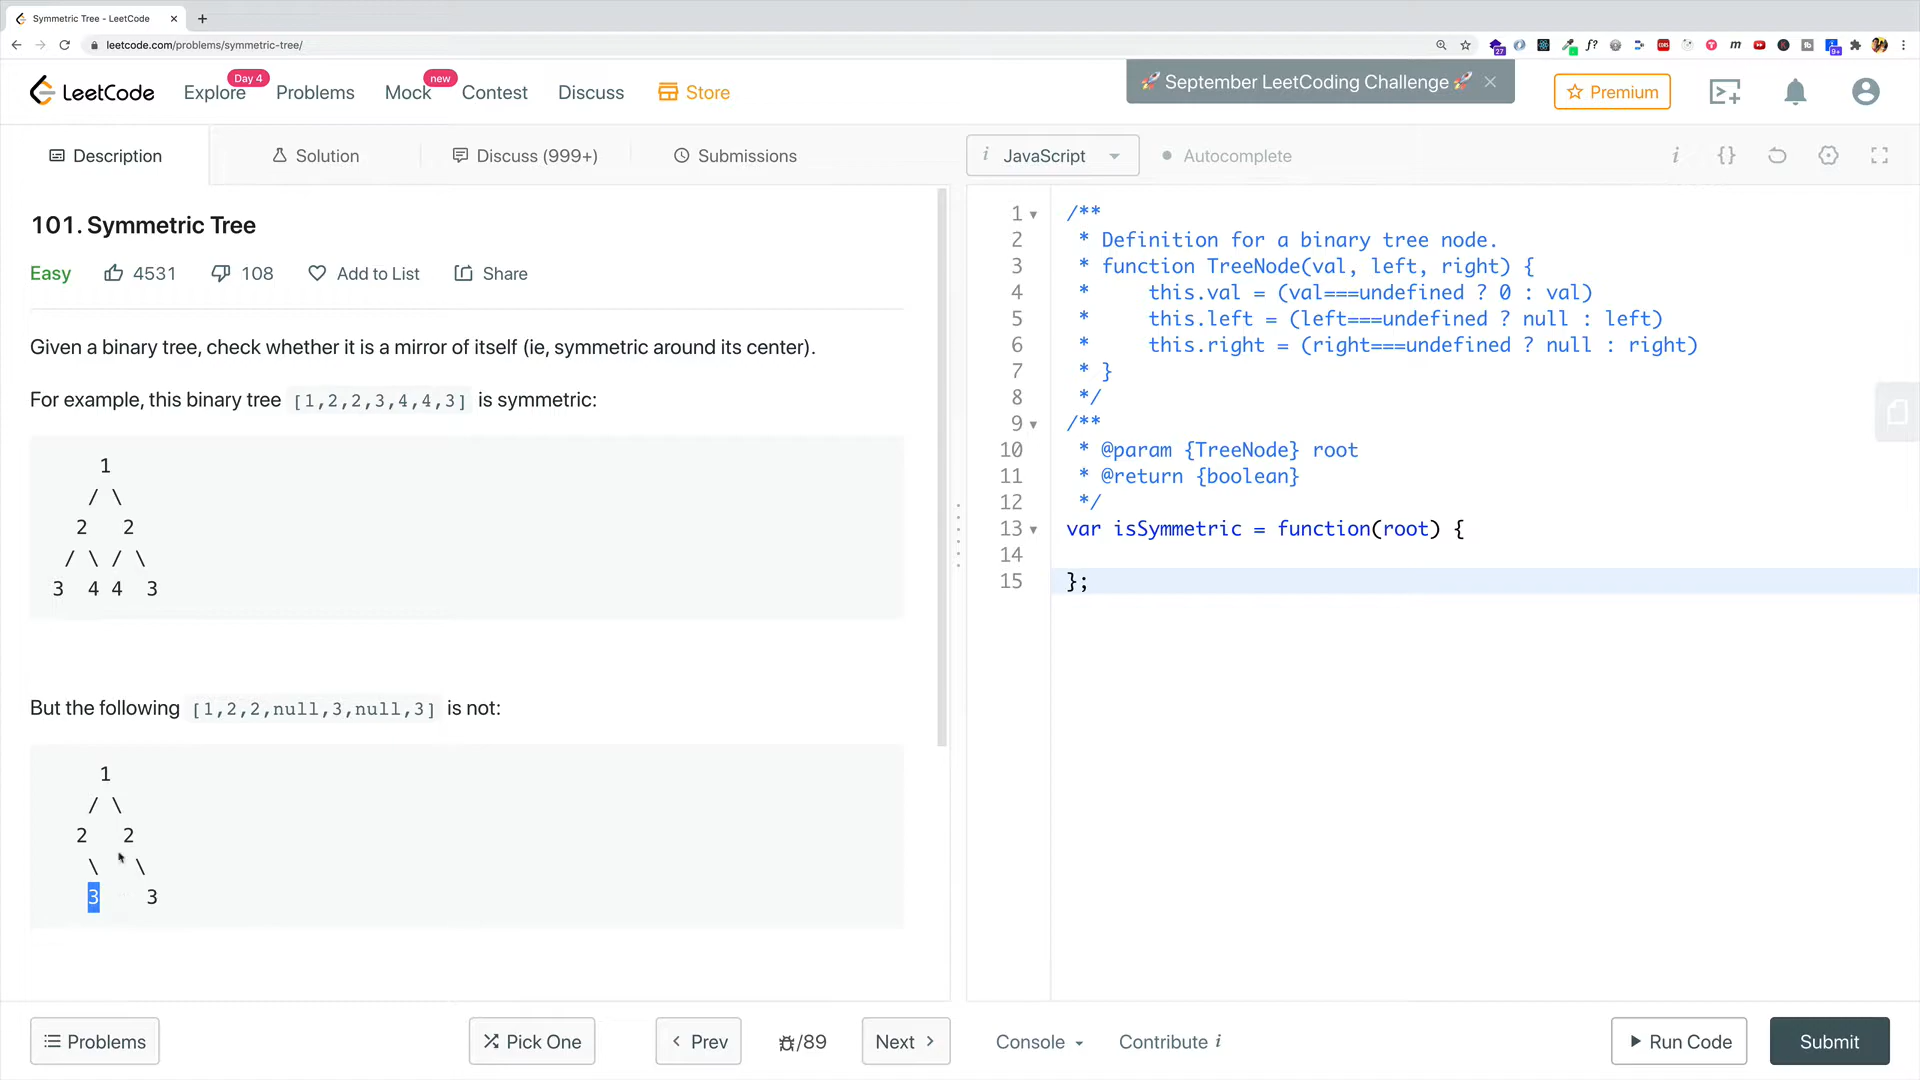 Symmetric Tree - LeetCode
leetcode.com/problems/symmetric-tree/
LeetCode
Explore
Day 4
Problems
Mock
new
Contest
Discuss
Store
🚀 September LeetCoding Challenge 🚀
Premium
Description
Solution
Discuss (999+)
Submissions
101. Symmetric Tree
Easy
4531
108
Add to List
Share
Given a binary tree, check whether it is a mirror of itself (ie, symmetric around its center).
For example, this binary tree [1,2,2,3,4,4,3] is symmetric:
1
/ \
2 2
/ \ / \
3 4 4 3
But the following [1,2,2,null,3,null,3] is not:
1
/ \
2 2
\ \
3 3
i JavaScript
Autocomplete
i {}
1 /**
2 * Definition for a binary tree node.
3 * function TreeNode(val, left, right) {
4 * this.val = (val===undefined ? 0 : val)
5 * this.left = (left===undefined ? null : left)
6 * this.right = (right===undefined ? null : right)
7 * }
8 */
9 /**
10 * @param {TreeNode} root
11 * @return {boolean}
12 */
13 var isSymmetric = function(root) {
14
15 };
Problems
Pick One
Prev
/89
Next
Console
Contribute i
Run Code
Submit